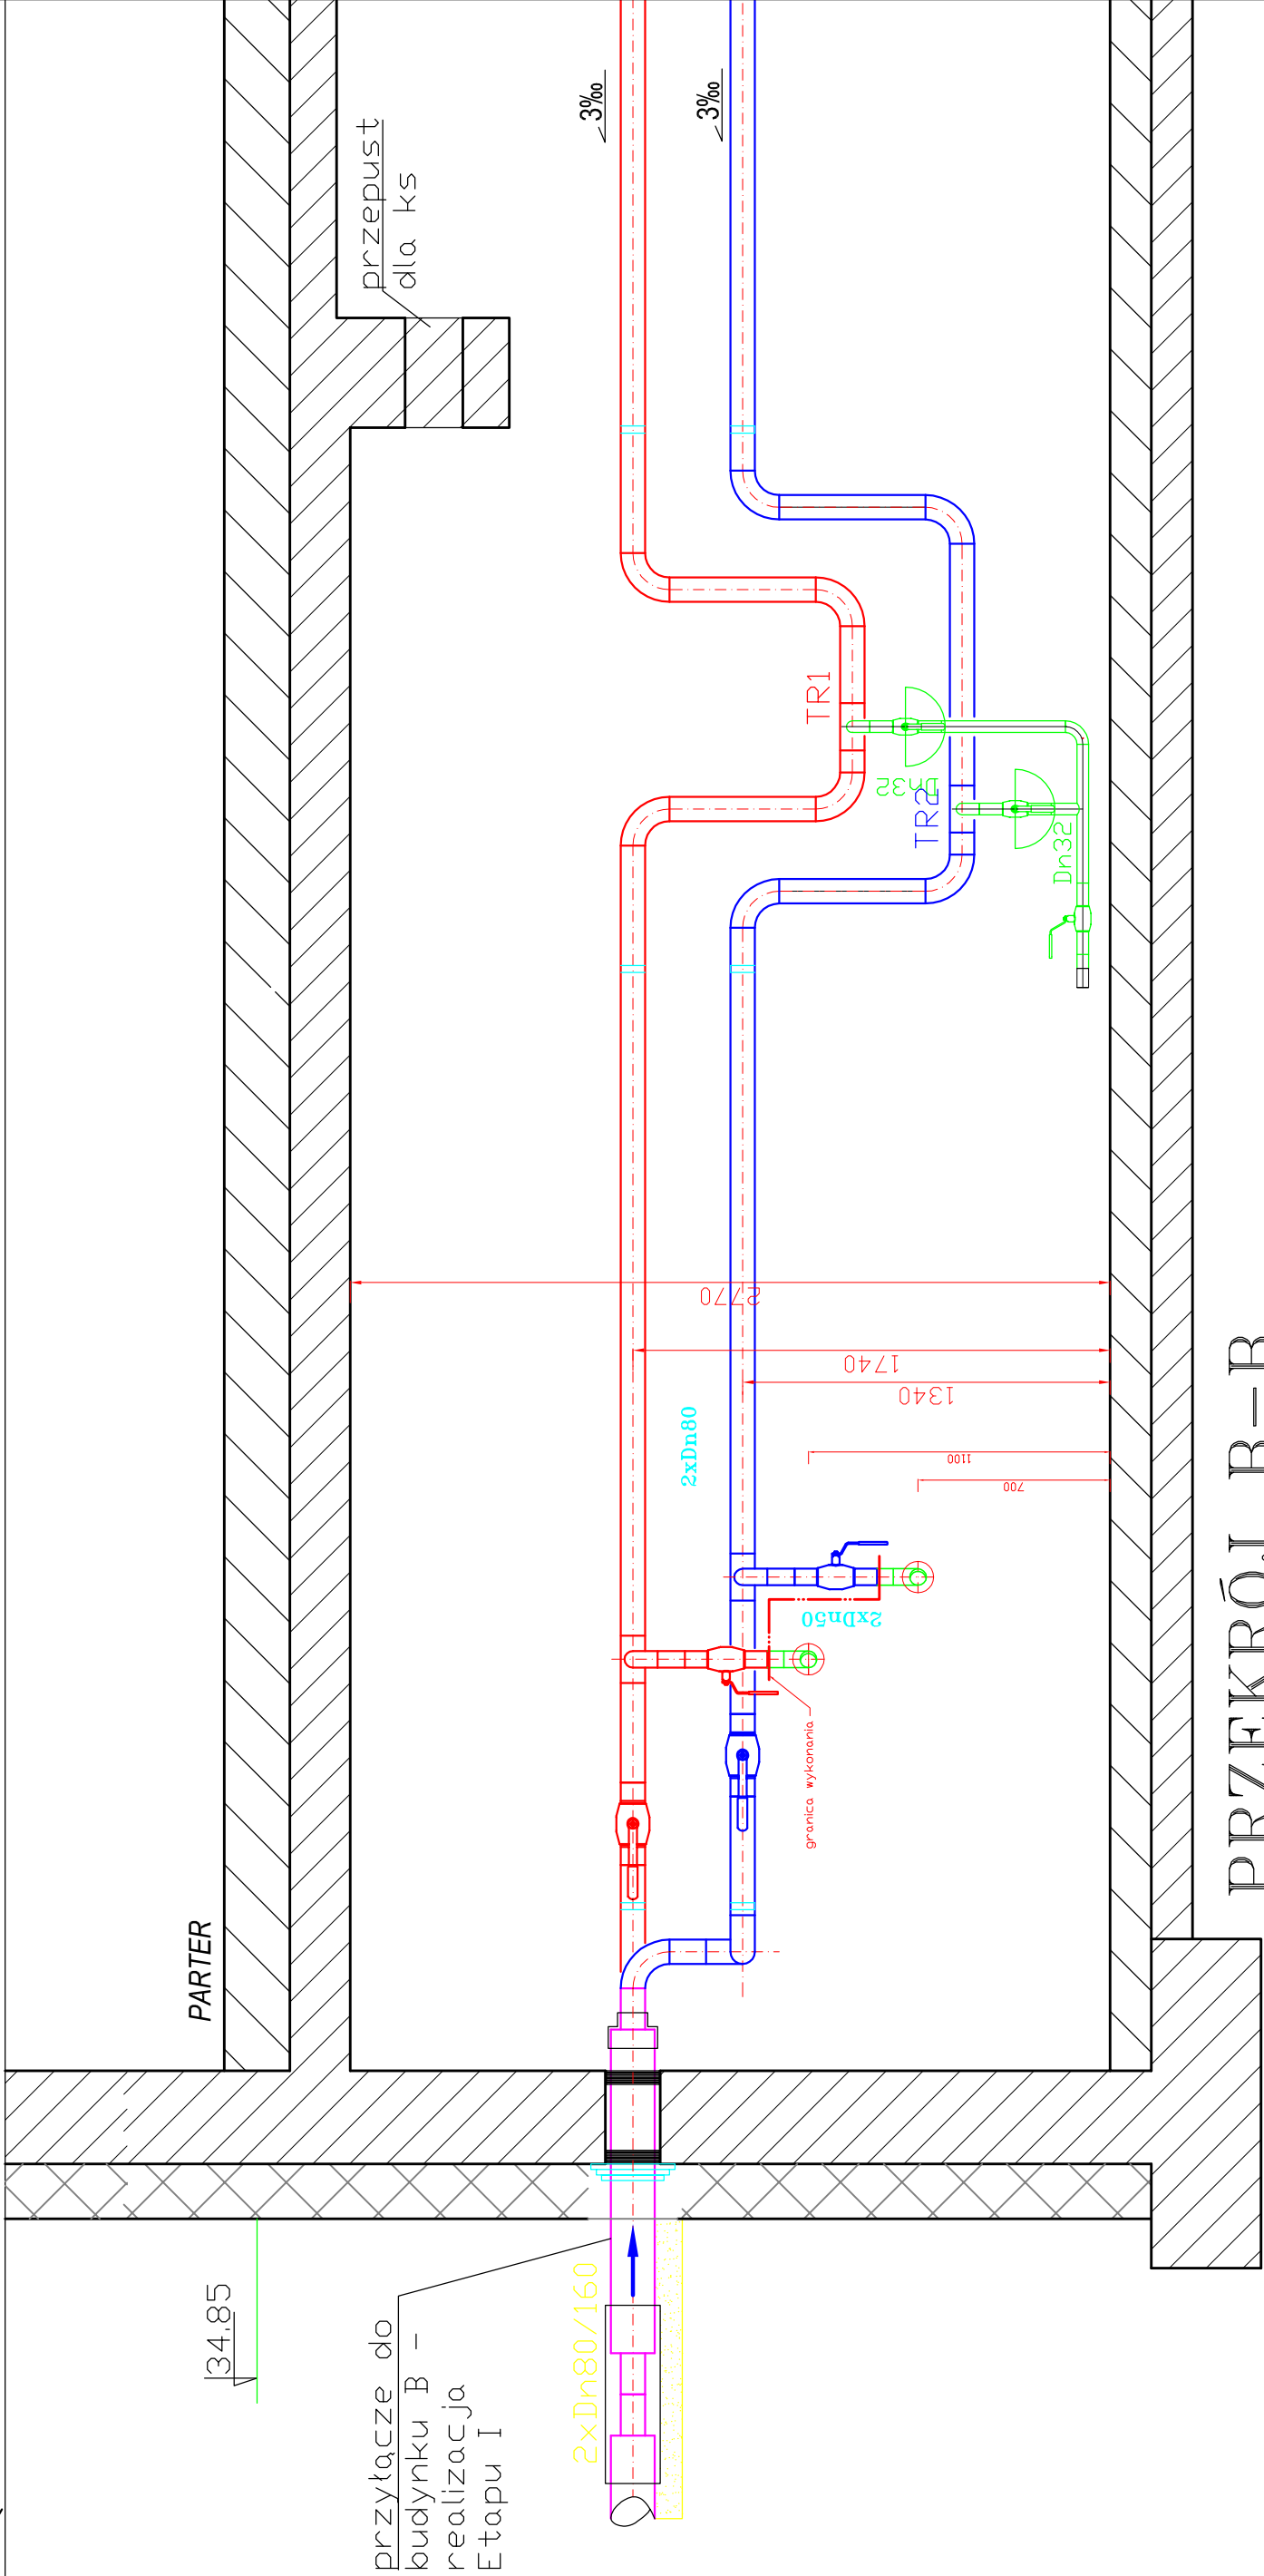 PARTER
34.85
przyłącze do
budynku B -
realizacja
Etapu I
2xDn80/160
przepust
dla ks
3‰
3‰
TR1
TR2
Dn32
Dn32
2770
1740
1340
1100
700
2xDn80
2xDn50
granica wykonania
PRZEKRÓJ B-B